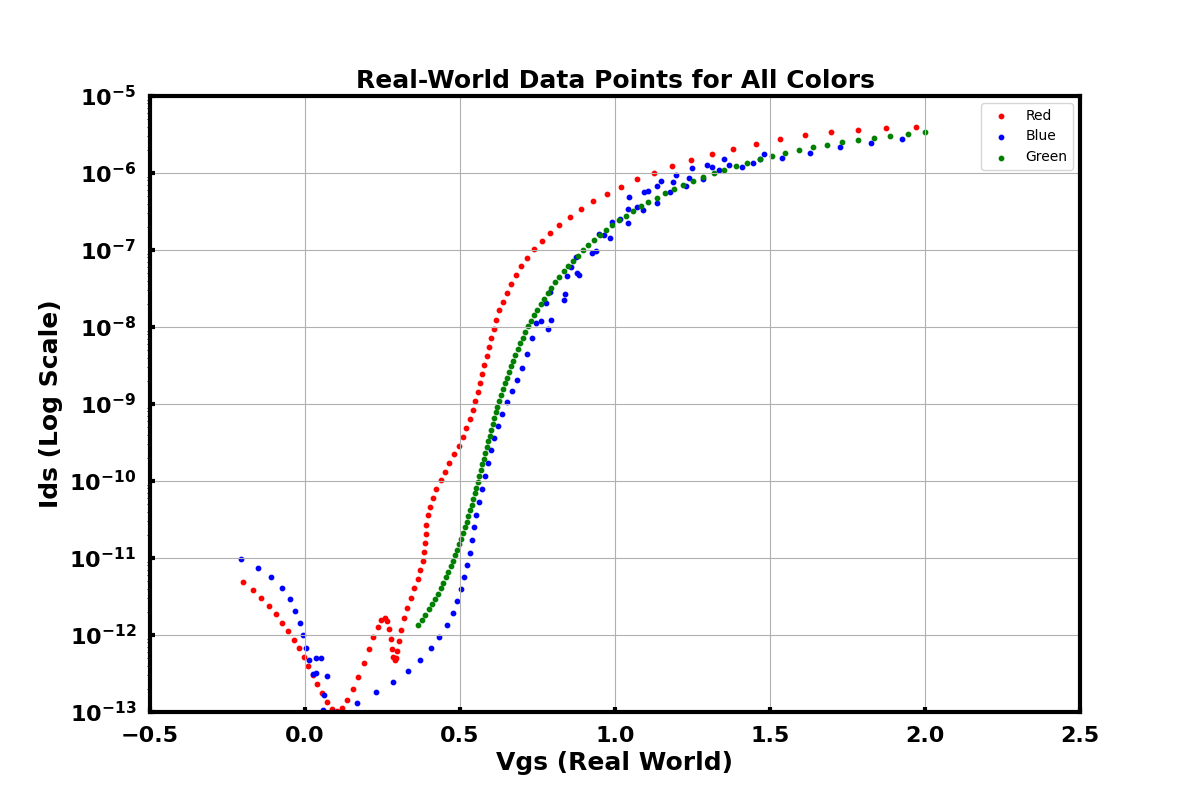 Real-World Data Points for All Colors
Ids (Log Scale)
10⁻⁵
10⁻⁶
10⁻⁷
10⁻⁸
10⁻⁹
10⁻¹⁰
10⁻¹¹
10⁻¹²
10⁻¹³
Red
Blue
Green
−0.5 0.0 0.5 1.0 1.5 2.0 2.5
Vgs (Real World)